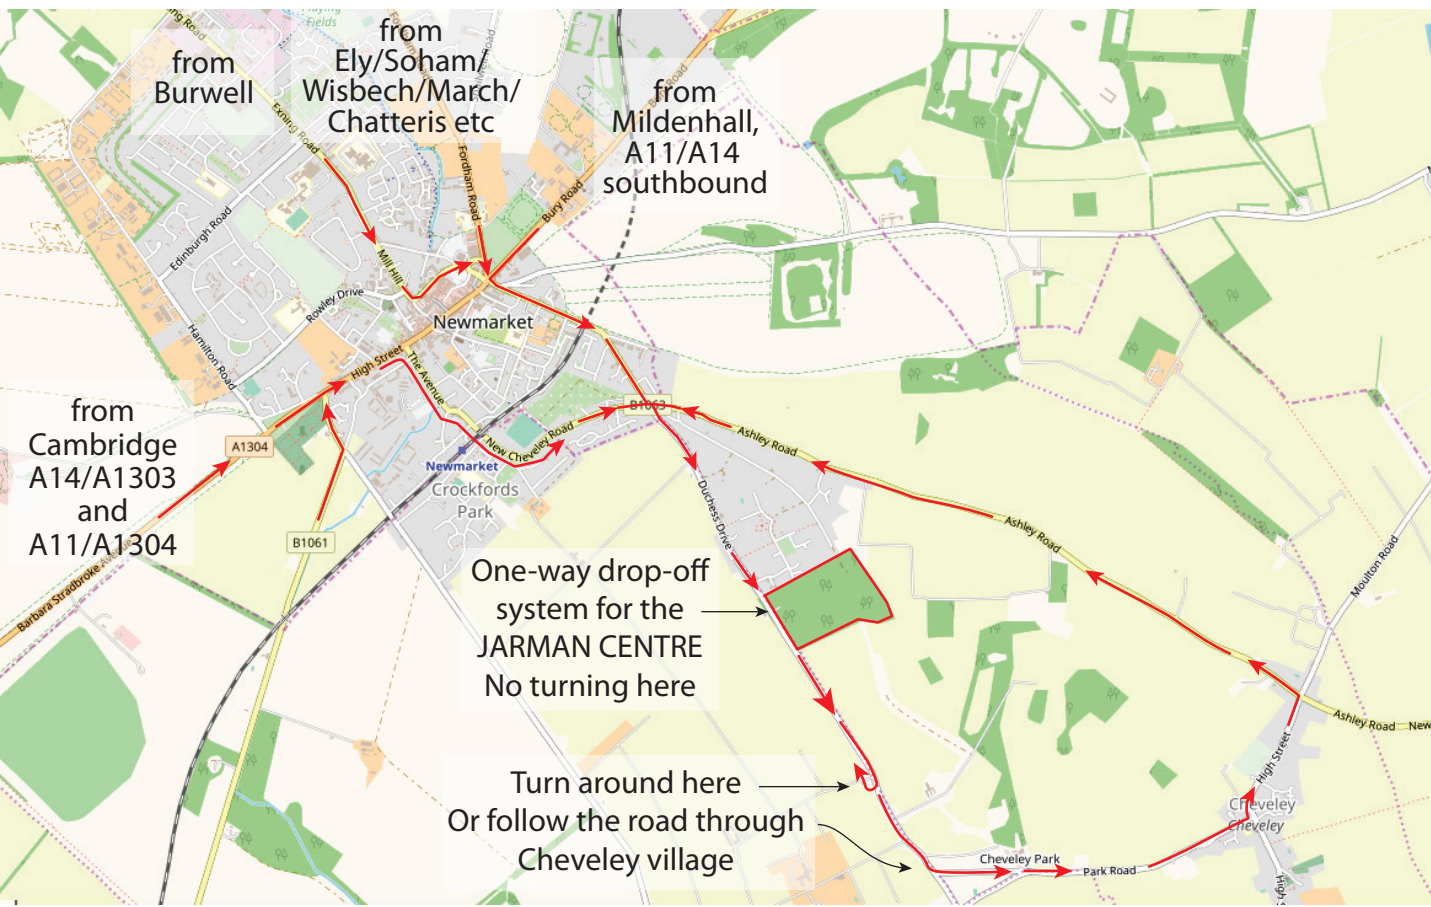 from
Burwell
from
Ely/Soham/
Wisbech/March/
Chatteris etc
from
Mildenhall,
A11/A14
southbound
Fields
Exning Road
Fordham Road
Bury Road
Edinburgh Road
Mill Hill
Rowley Drive
Hamilton Road
Newmarket
High Street
The Avenue
from
Cambridge
A14/A1303
and
A11/A1304
A1304
B1063
New Cheveley Road
Newmarket
Crockfords
Park
Ashley Road
Duchess Drive
B1061
Barbara Stradbroke Avenue
Ashley Road
Moulton Road
One-way drop-off
system for the
JARMAN CENTRE
No turning here
Ashley Road
New
High Street
Turn around here
Or follow the road through
Cheveley village
Cheveley
Cheveley
Cheveley Park
Park Road
High S